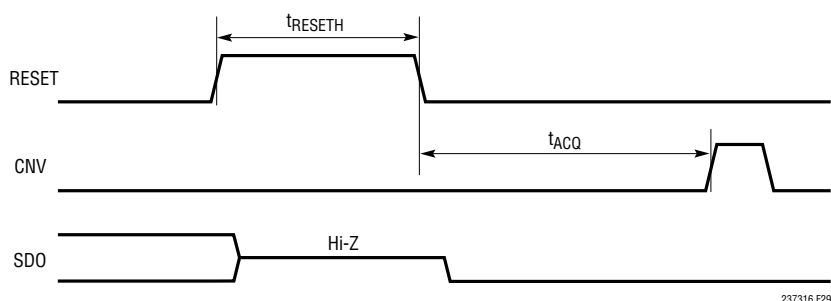 tRESETH
RESET
tACQ
CNV
Hi-Z
SDO
237316 F29